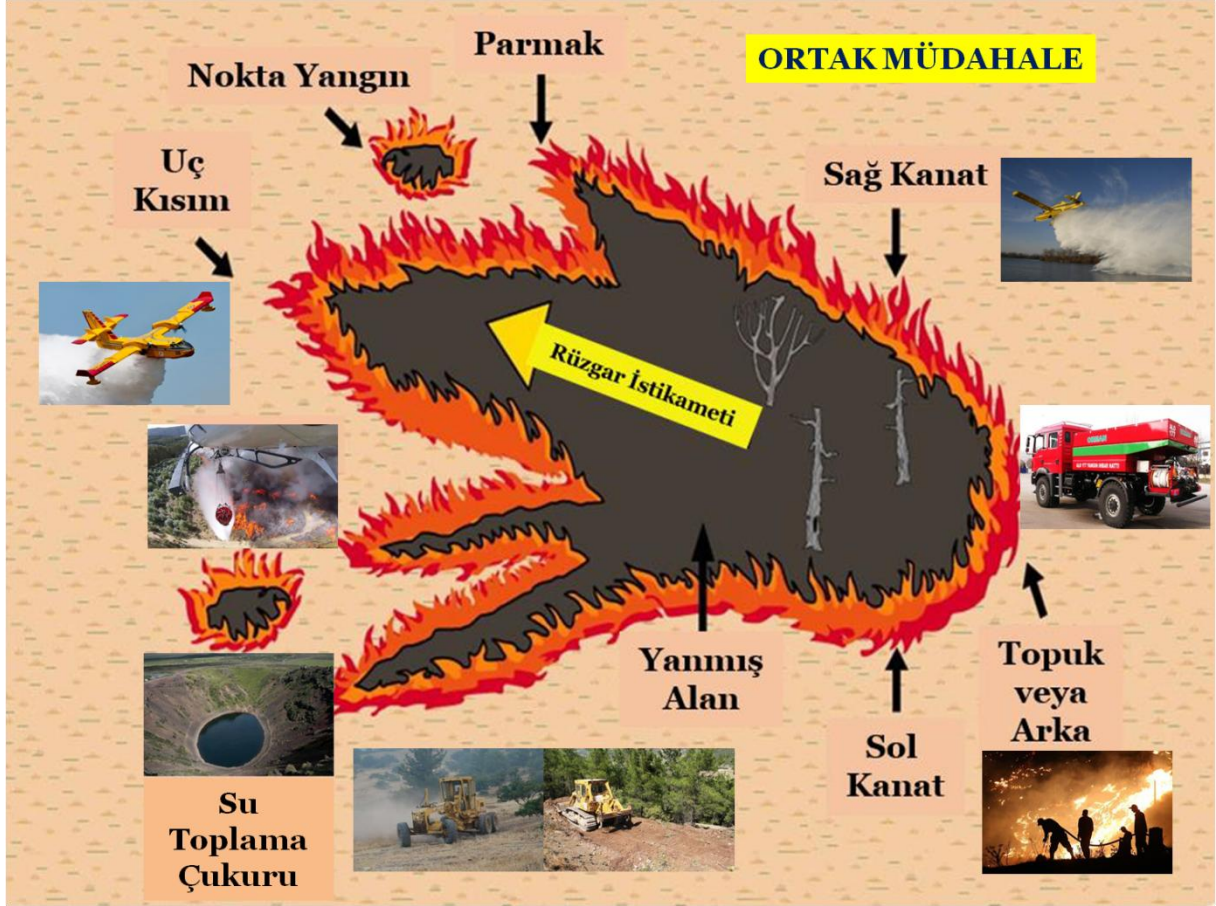 Parmak
ORTAK MÜDAHALE
Nokta Yangın
Uç
Kısım
Sağ Kanat
Rüzgar İstikameti
Yanmış
Alan
Topuk
veya
Arka
Sol
Kanat
Su
Toplama
Çukuru